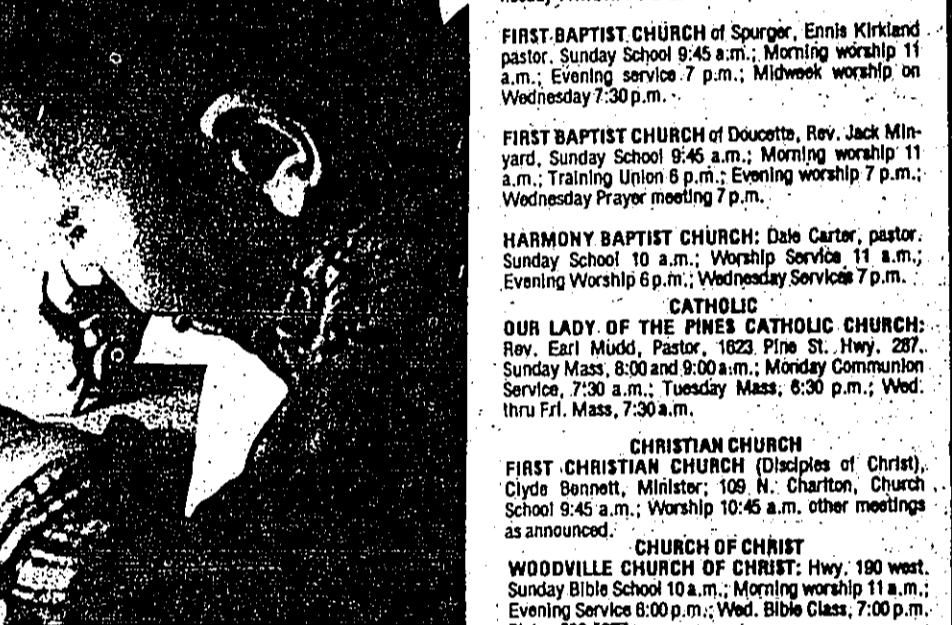 FIRST BAPTIST CHURCH of Spurger, Ennis Kirkland
pastor. Sunday School 9:45 a.m.; Morning worship 11
a.m.; Evening service 7 p.m.; Midweek worship on
Wednesday 7:30 p.m.
FIRST BAPTIST CHURCH of Doucette, Rev. Jack Min-
yard, Sunday School 9:45 a.m.; Morning worship 11
a.m.; Training Union 6 p.m.; Evening worship 7 p.m.;
Wednesday Prayer meeting 7 p.m.
HARMONY BAPTIST CHURCH: Dale Carter, pastor.
Sunday School 10 a.m.; Worship Service 11 a.m.;
Evening Worship 6 p.m.; Wednesday Services 7 p.m.
CATHOLIC
OUR LADY OF THE PINES CATHOLIC CHURCH:
Rev. Earl Mudd, Pastor, 1623 Pine St. Hwy. 287.
Sunday Mass, 8:00 and 9:00 a.m.; Monday Communion
Service, 7:30 a.m.; Tuesday Mass, 6:30 p.m.; Wed.
thru Fri. Mass, 7:30 a.m.
CHRISTIAN CHURCH
FIRST CHRISTIAN CHURCH (Disciples of Christ),
Clyde Bennett, Minister; 109 N. Charlton, Church
School 9:45 a.m.; Worship 10:45 a.m. other meetings
as announced.
CHURCH OF CHRIST
WOODVILLE CHURCH OF CHRIST: Hwy. 190 west.
Sunday Bible School 10 a.m.; Morning worship 11 a.m.;
Evening Service 6:00 p.m.; Wed. Bible Class, 7:00 p.m.